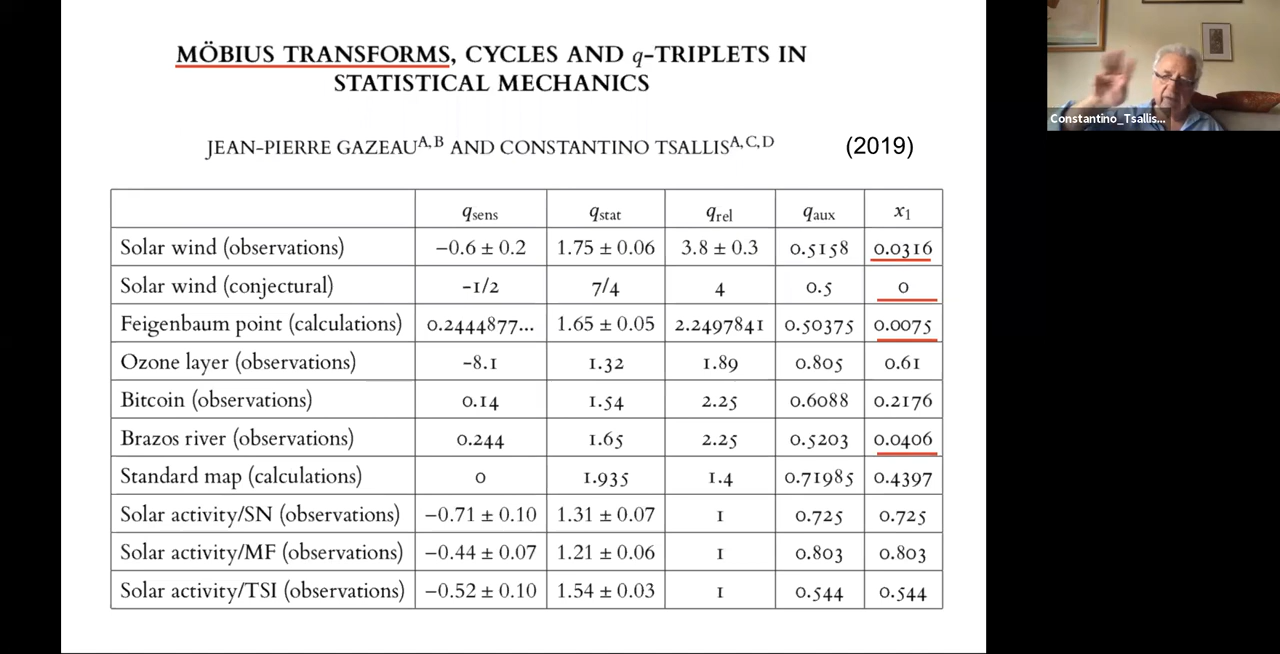 MÖBIUS TRANSFORMS, CYCLES AND q-TRIPLETS IN
STATISTICAL MECHANICS
JEAN-PIERRE GAZEAU^A,B AND CONSTANTINO TSALLIS^A,C,D (2019)
q_sens q_stat q_rel q_aux x_1
Solar wind (observations) −0.6 ± 0.2 1.75 ± 0.06 3.8 ± 0.3 0.5158 0.0316
Solar wind (conjectural) -1/2 7/4 4 0.5 0
Feigenbaum point (calculations) 0.2444877... 1.65 ± 0.05 2.2497841 0.50375 0.0075
Ozone layer (observations) -8.1 1.32 1.89 0.805 0.61
Bitcoin (observations) 0.14 1.54 2.25 0.6088 0.2176
Brazos river (observations) 0.244 1.65 2.25 0.5203 0.0406
Standard map (calculations) 0 1.935 1.4 0.71985 0.4397
Solar activity/SN (observations) −0.71 ± 0.10 1.31 ± 0.07 1 0.725 0.725
Solar activity/MF (observations) −0.44 ± 0.07 1.21 ± 0.06 1 0.803 0.803
Solar activity/TSI (observations) −0.52 ± 0.10 1.54 ± 0.03 1 0.544 0.544
Constantino_Tsallis...